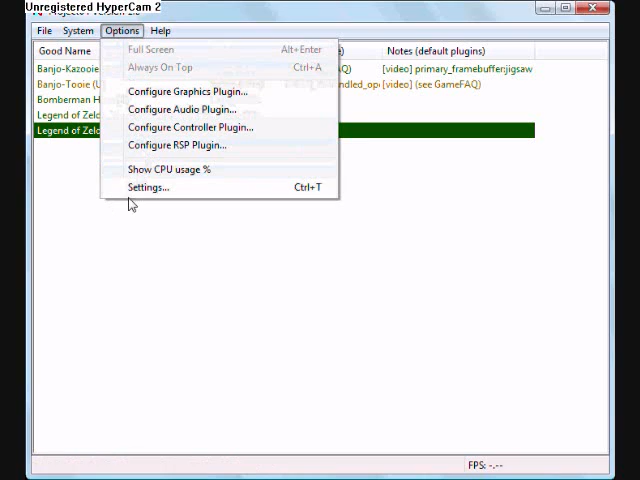 Unregistered HyperCam 2
File System Options Help
Good Name Notes (default plugins)
Full Screen Alt+Enter
Always On Top Ctrl+A
Banjo-Kazooie [video] primary_framebuffer:jigsaw
Banjo-Tooie (U [video] (see GameFAQ)
Configure Graphics Plugin...
Bomberman H
Configure Audio Plugin...
Legend of Zeld
Configure Controller Plugin...
Legend of Zeld
Configure RSP Plugin...
Show CPU usage %
Settings... Ctrl+T
FPS: -.--